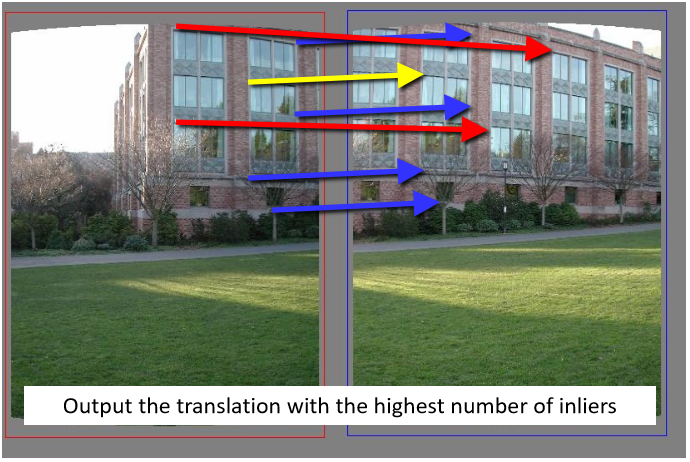 Output the translation with the highest number of inliers